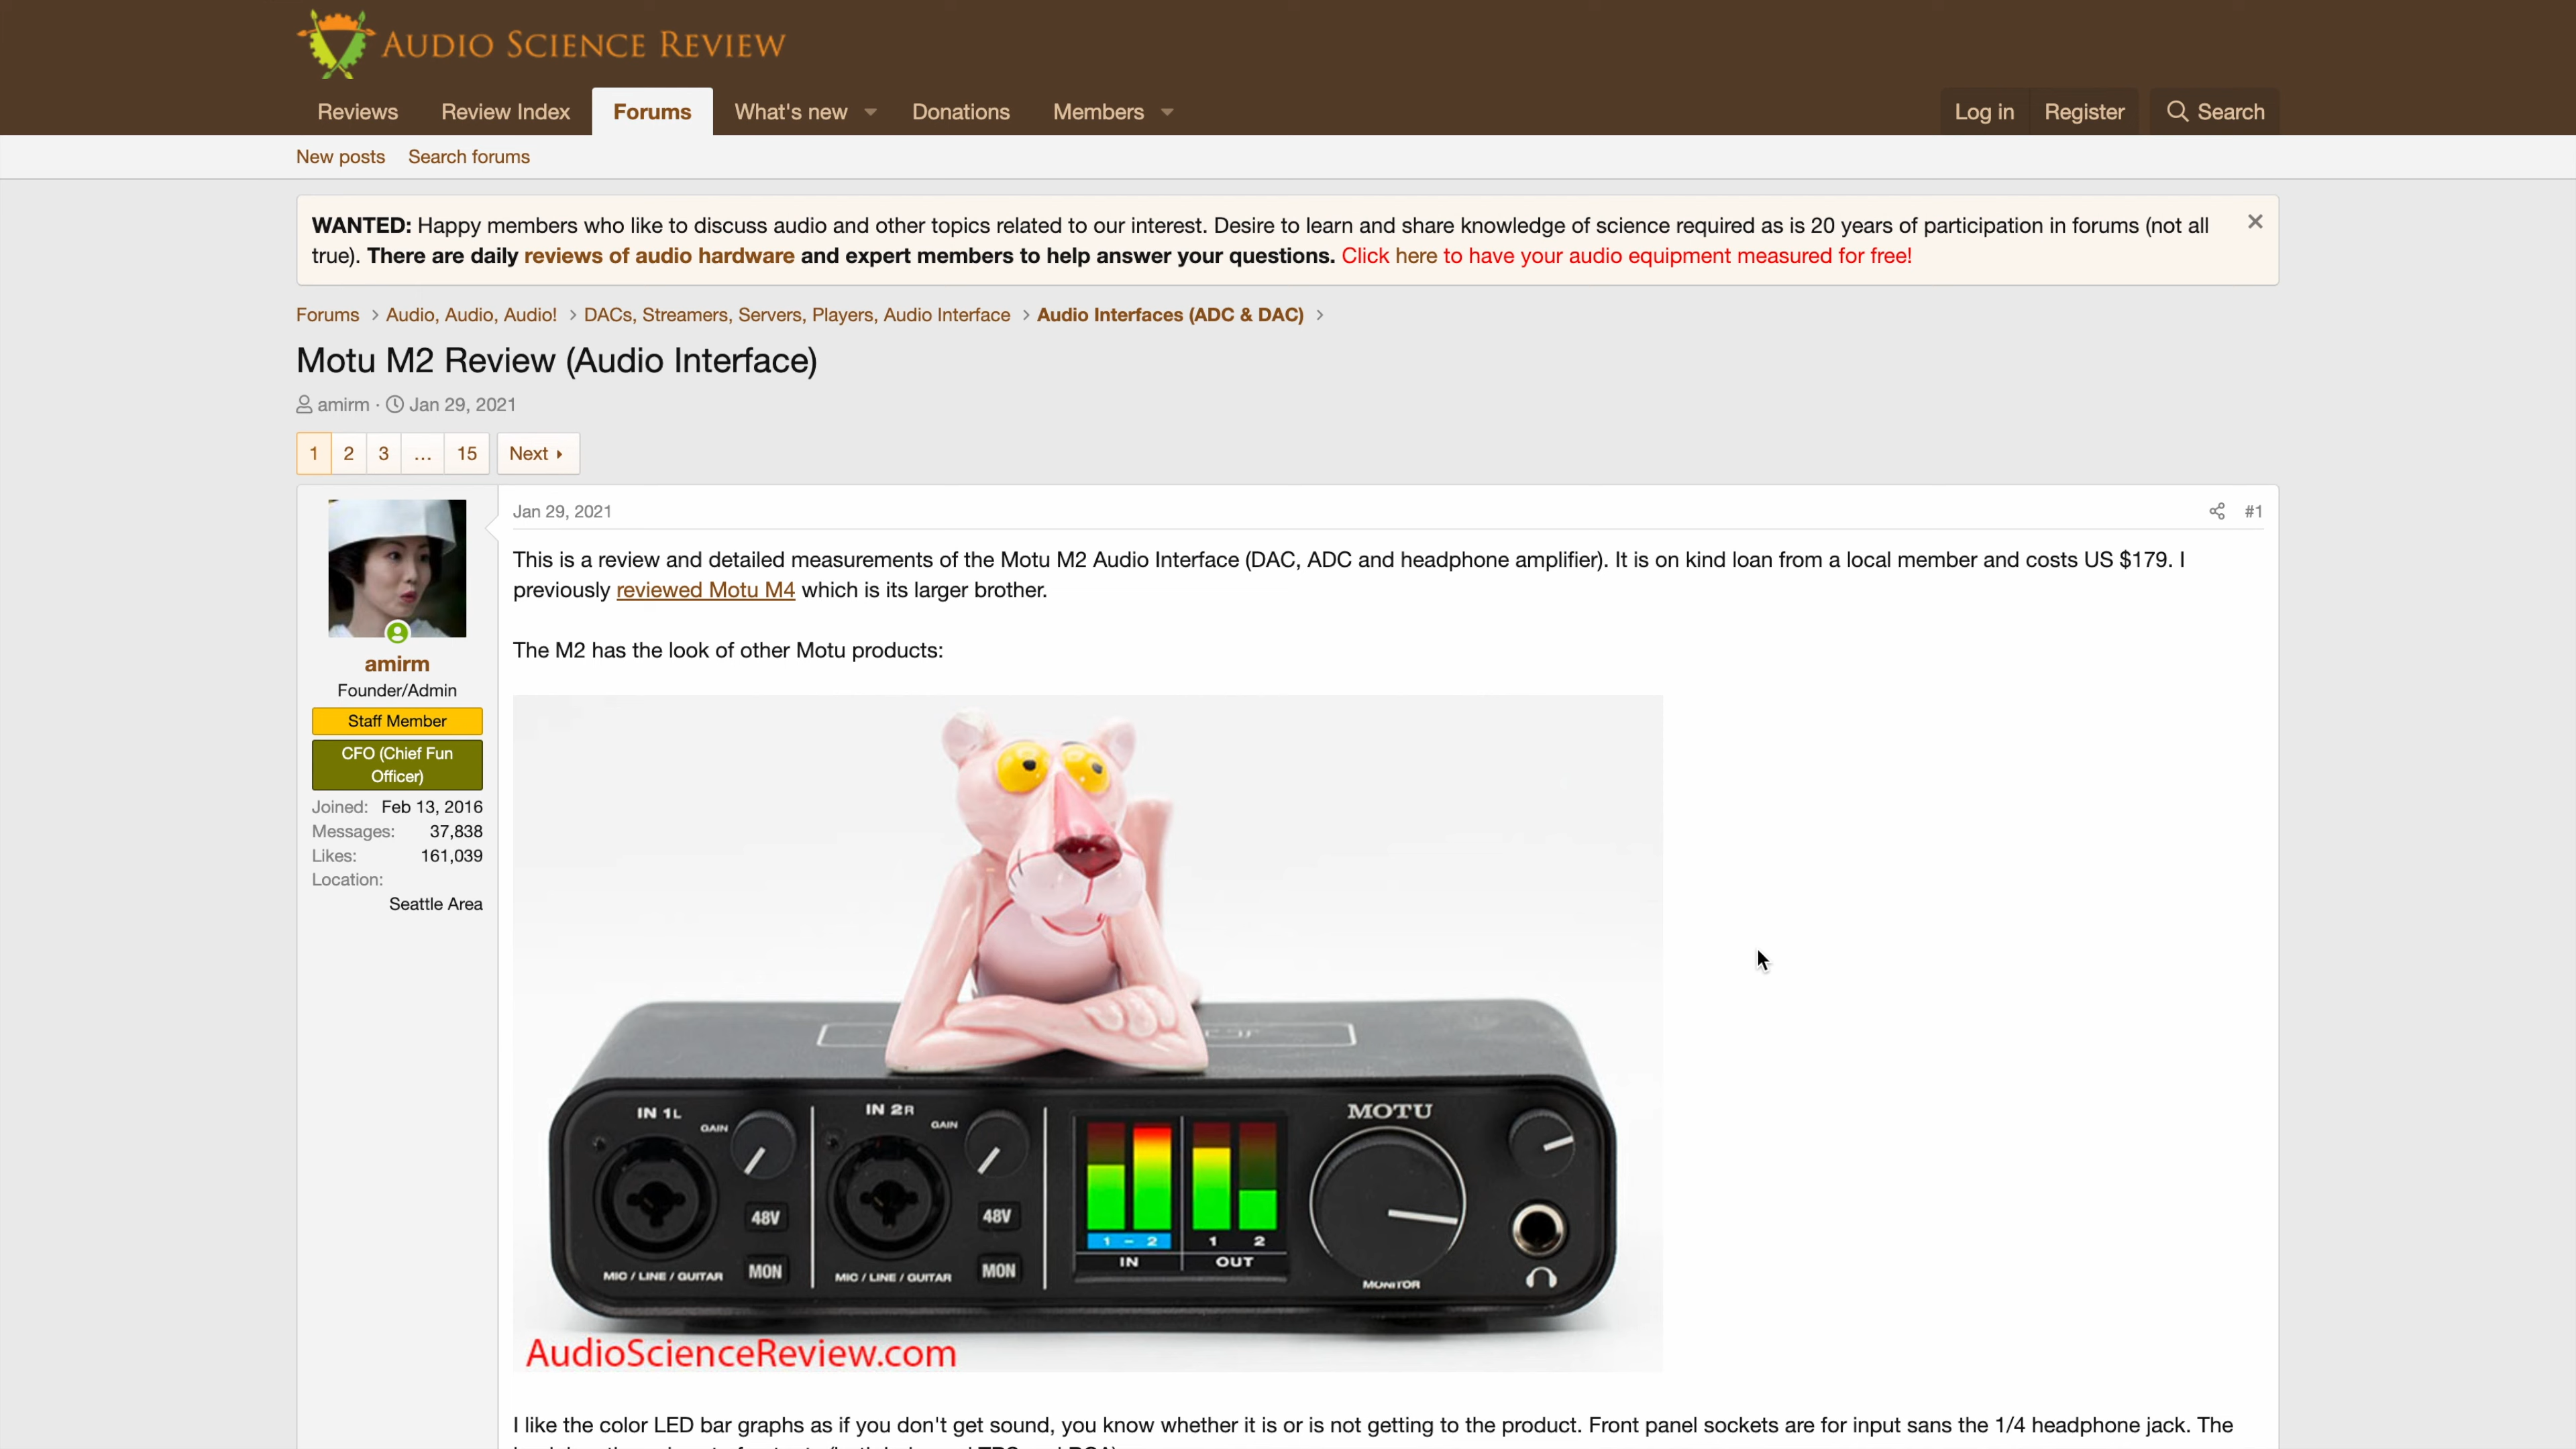 AUDIO SCIENCE REVIEW
Reviews Review Index Forums What's new Donations Members Log in Register Search
New posts Search forums
WANTED: Happy members who like to discuss audio and other topics related to our interest. Desire to learn and share knowledge of science required as is 20 years of participation in forums (not all
true). There are daily reviews of audio hardware and expert members to help answer your questions. Click here to have your audio equipment measured for free!
Forums > Audio, Audio, Audio! > DACs, Streamers, Servers, Players, Audio Interface > Audio Interfaces (ADC & DAC) >
Motu M2 Review (Audio Interface)
amirm · Jan 29, 2021
1 2 3 … 15 Next
amirm
Founder/Admin
Staff Member
CFO (Chief Fun
Officer)
Joined: Feb 13, 2016
Messages: 37,838
Likes: 161,039
Location:
Seattle Area
Jan 29, 2021 #1
This is a review and detailed measurements of the Motu M2 Audio Interface (DAC, ADC and headphone amplifier). It is on kind loan from a local member and costs US $179. I
previously reviewed Motu M4 which is its larger brother.
The M2 has the look of other Motu products:
IN 1L GAIN IN 2R GAIN MOTU
48V 48V
1 - 2 1 2
IN OUT
MIC / LINE / GUITAR MON MIC / LINE / GUITAR MON MONITOR
AudioScienceReview.com
I like the color LED bar graphs as if you don't get sound, you know whether it is or is not getting to the product. Front panel sockets are for input sans the 1/4 headphone jack. The